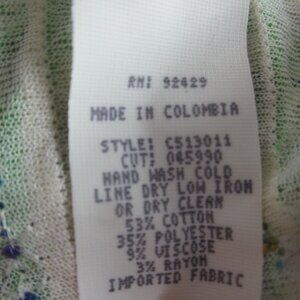 RN: 92429
MADE IN COLOMBIA
STYLE: C513011
CUT: 045990
HAND WASH COLD
LINE DRY LOW IRON
OR DRY CLEAN
53% COTTON
35% POLYESTER
9% VISCOSE
3% RAYON
IMPORTED FABRIC